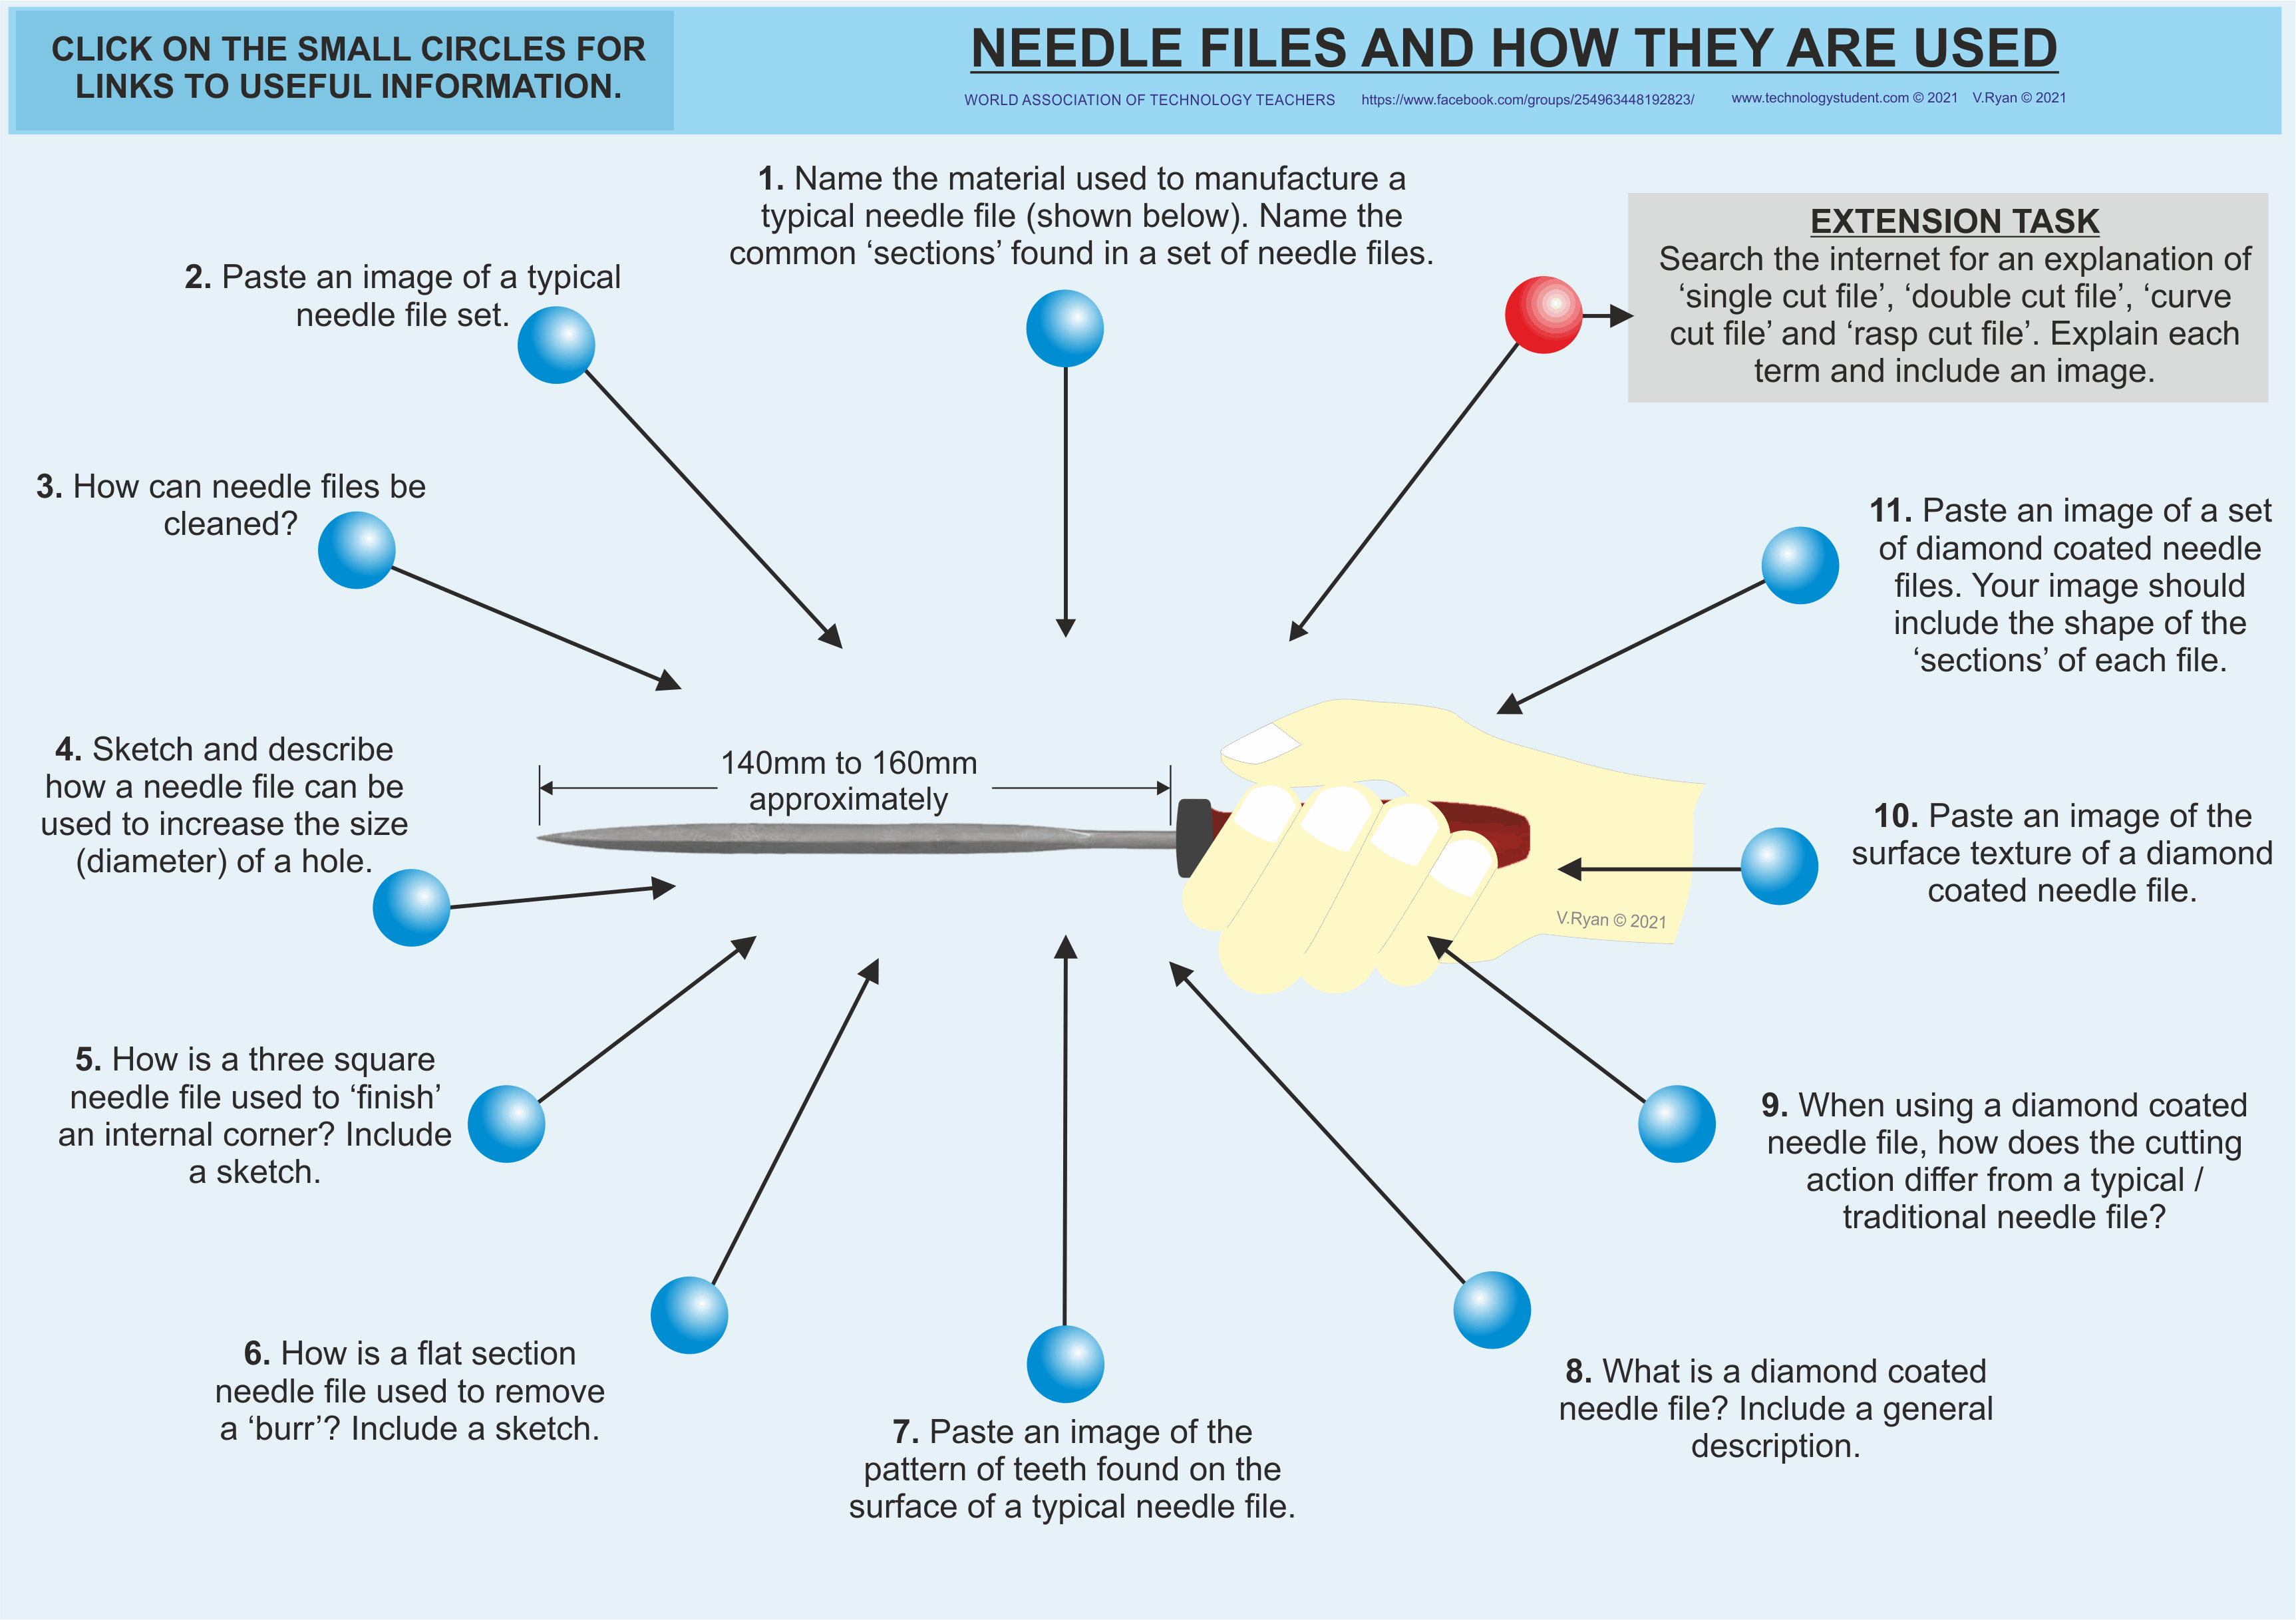 CLICK ON THE SMALL CIRCLES FOR
LINKS TO USEFUL INFORMATION.
NEEDLE FILES AND HOW THEY ARE USED
WORLD ASSOCIATION OF TECHNOLOGY TEACHERS https://www.facebook.com/groups/254963448192823/ www.technologystudent.com © 2021 V.Ryan © 2021
1. Name the material used to manufacture a
typical needle file (shown below). Name the
common ‘sections’ found in a set of needle files.
EXTENSION TASK
Search the internet for an explanation of
‘single cut file’, ‘double cut file’, ‘curve
cut file’ and ‘rasp cut file’. Explain each
term and include an image.
2. Paste an image of a typical
needle file set.
3. How can needle files be
cleaned?
11. Paste an image of a set
of diamond coated needle
files. Your image should
include the shape of the
‘sections’ of each file.
4. Sketch and describe
how a needle file can be
used to increase the size
(diameter) of a hole.
140mm to 160mm
approximately
10. Paste an image of the
surface texture of a diamond
coated needle file.
V.Ryan © 2021
5. How is a three square
needle file used to ‘finish’
an internal corner? Include
a sketch.
9. When using a diamond coated
needle file, how does the cutting
action differ from a typical /
traditional needle file?
6. How is a flat section
needle file used to remove
a ‘burr’? Include a sketch.
7. Paste an image of the
pattern of teeth found on the
surface of a typical needle file.
8. What is a diamond coated
needle file? Include a general
description.